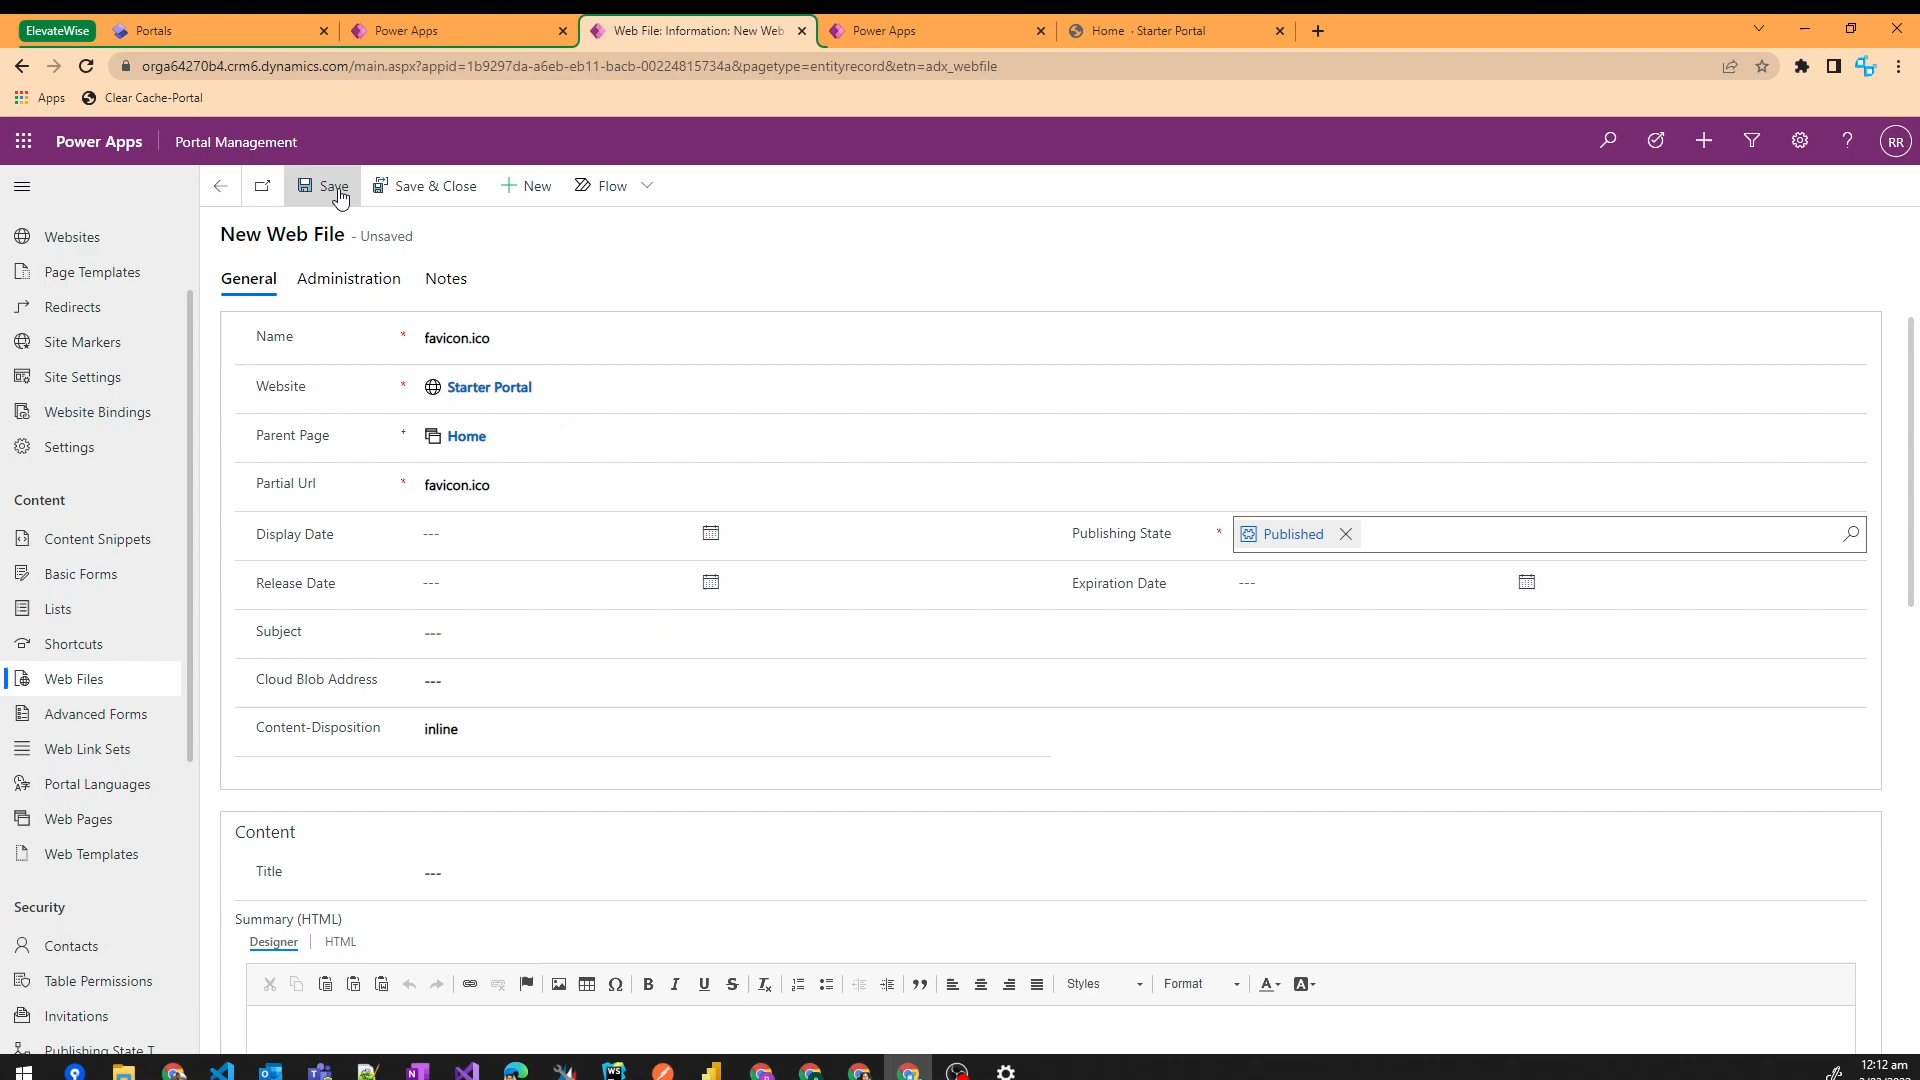 ElevateWise
Portals
Power Apps
Web File: Information: New Web
Power Apps
Home · Starter Portal
orga64270b4.crm6.dynamics.com/main.aspx?appid=1b9297da-a6eb-eb11-bacb-00224815734a&pagetype=entityrecord&etn=adx_webfile
Apps
Clear Cache-Portal
Power Apps
Portal Management
RR
Save
Save & Close
New
Flow
New Web File - Unsaved
General
Administration
Notes
Websites
Page Templates
Redirects
Site Markers
Site Settings
Website Bindings
Settings
Content
Content Snippets
Basic Forms
Lists
Shortcuts
Web Files
Advanced Forms
Web Link Sets
Portal Languages
Web Pages
Web Templates
Security
Contacts
Table Permissions
Invitations
Publishing State T
Name * favicon.ico
Website * Starter Portal
Parent Page + Home
Partial Url * favicon.ico
Display Date ---
Publishing State * Published
Release Date ---
Expiration Date ---
Subject ---
Cloud Blob Address ---
Content-Disposition inline
Content
Title ---
Summary (HTML)
Designer
HTML
Styles
Format
12:12 am